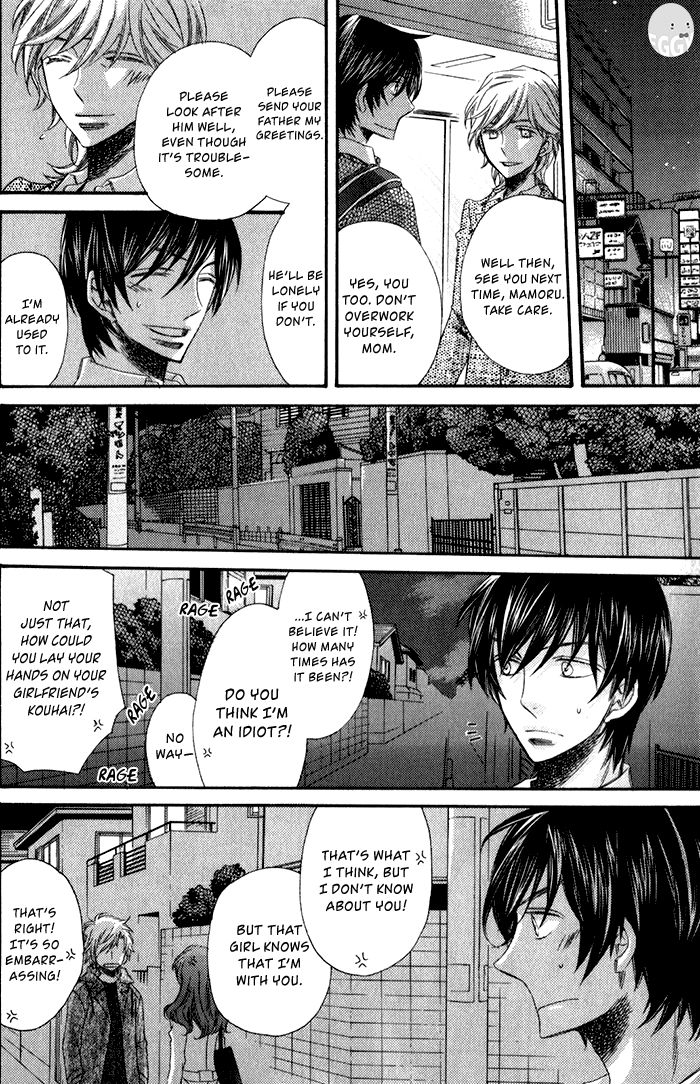 WELL THEN,
SEE YOU NEXT
TIME, MAMORU.
TAKE CARE.
YES, YOU
TOO. DON'T
OVERWORK
YOURSELF,
MOM.
PLEASE
SEND YOUR
FATHER MY
GREETINGS.
PLEASE
LOOK AFTER
HIM WELL,
EVEN THOUGH
IT'S TROUBLE-
SOME.
HE'LL BE
LONELY
IF YOU
DON'T.
I'M
ALREADY
USED
TO IT.
...I CAN'T
BELIEVE IT!
HOW MANY
TIMES HAS
IT BEEN?!
DO YOU
THINK I'M
AN IDIOT?!
RAGE
RAGE
NO
WAY—
RAGE
RAGE
NOT
JUST THAT,
HOW COULD
YOU LAY YOUR
HANDS ON YOUR
GIRLFRIEND'S
KOUHAI?!
THAT'S WHAT
I THINK, BUT
I DON'T KNOW
ABOUT YOU!
BUT THAT
GIRL KNOWS
THAT I'M
WITH YOU.
THAT'S
RIGHT!
IT'S SO
EMBARR-
ASSING!